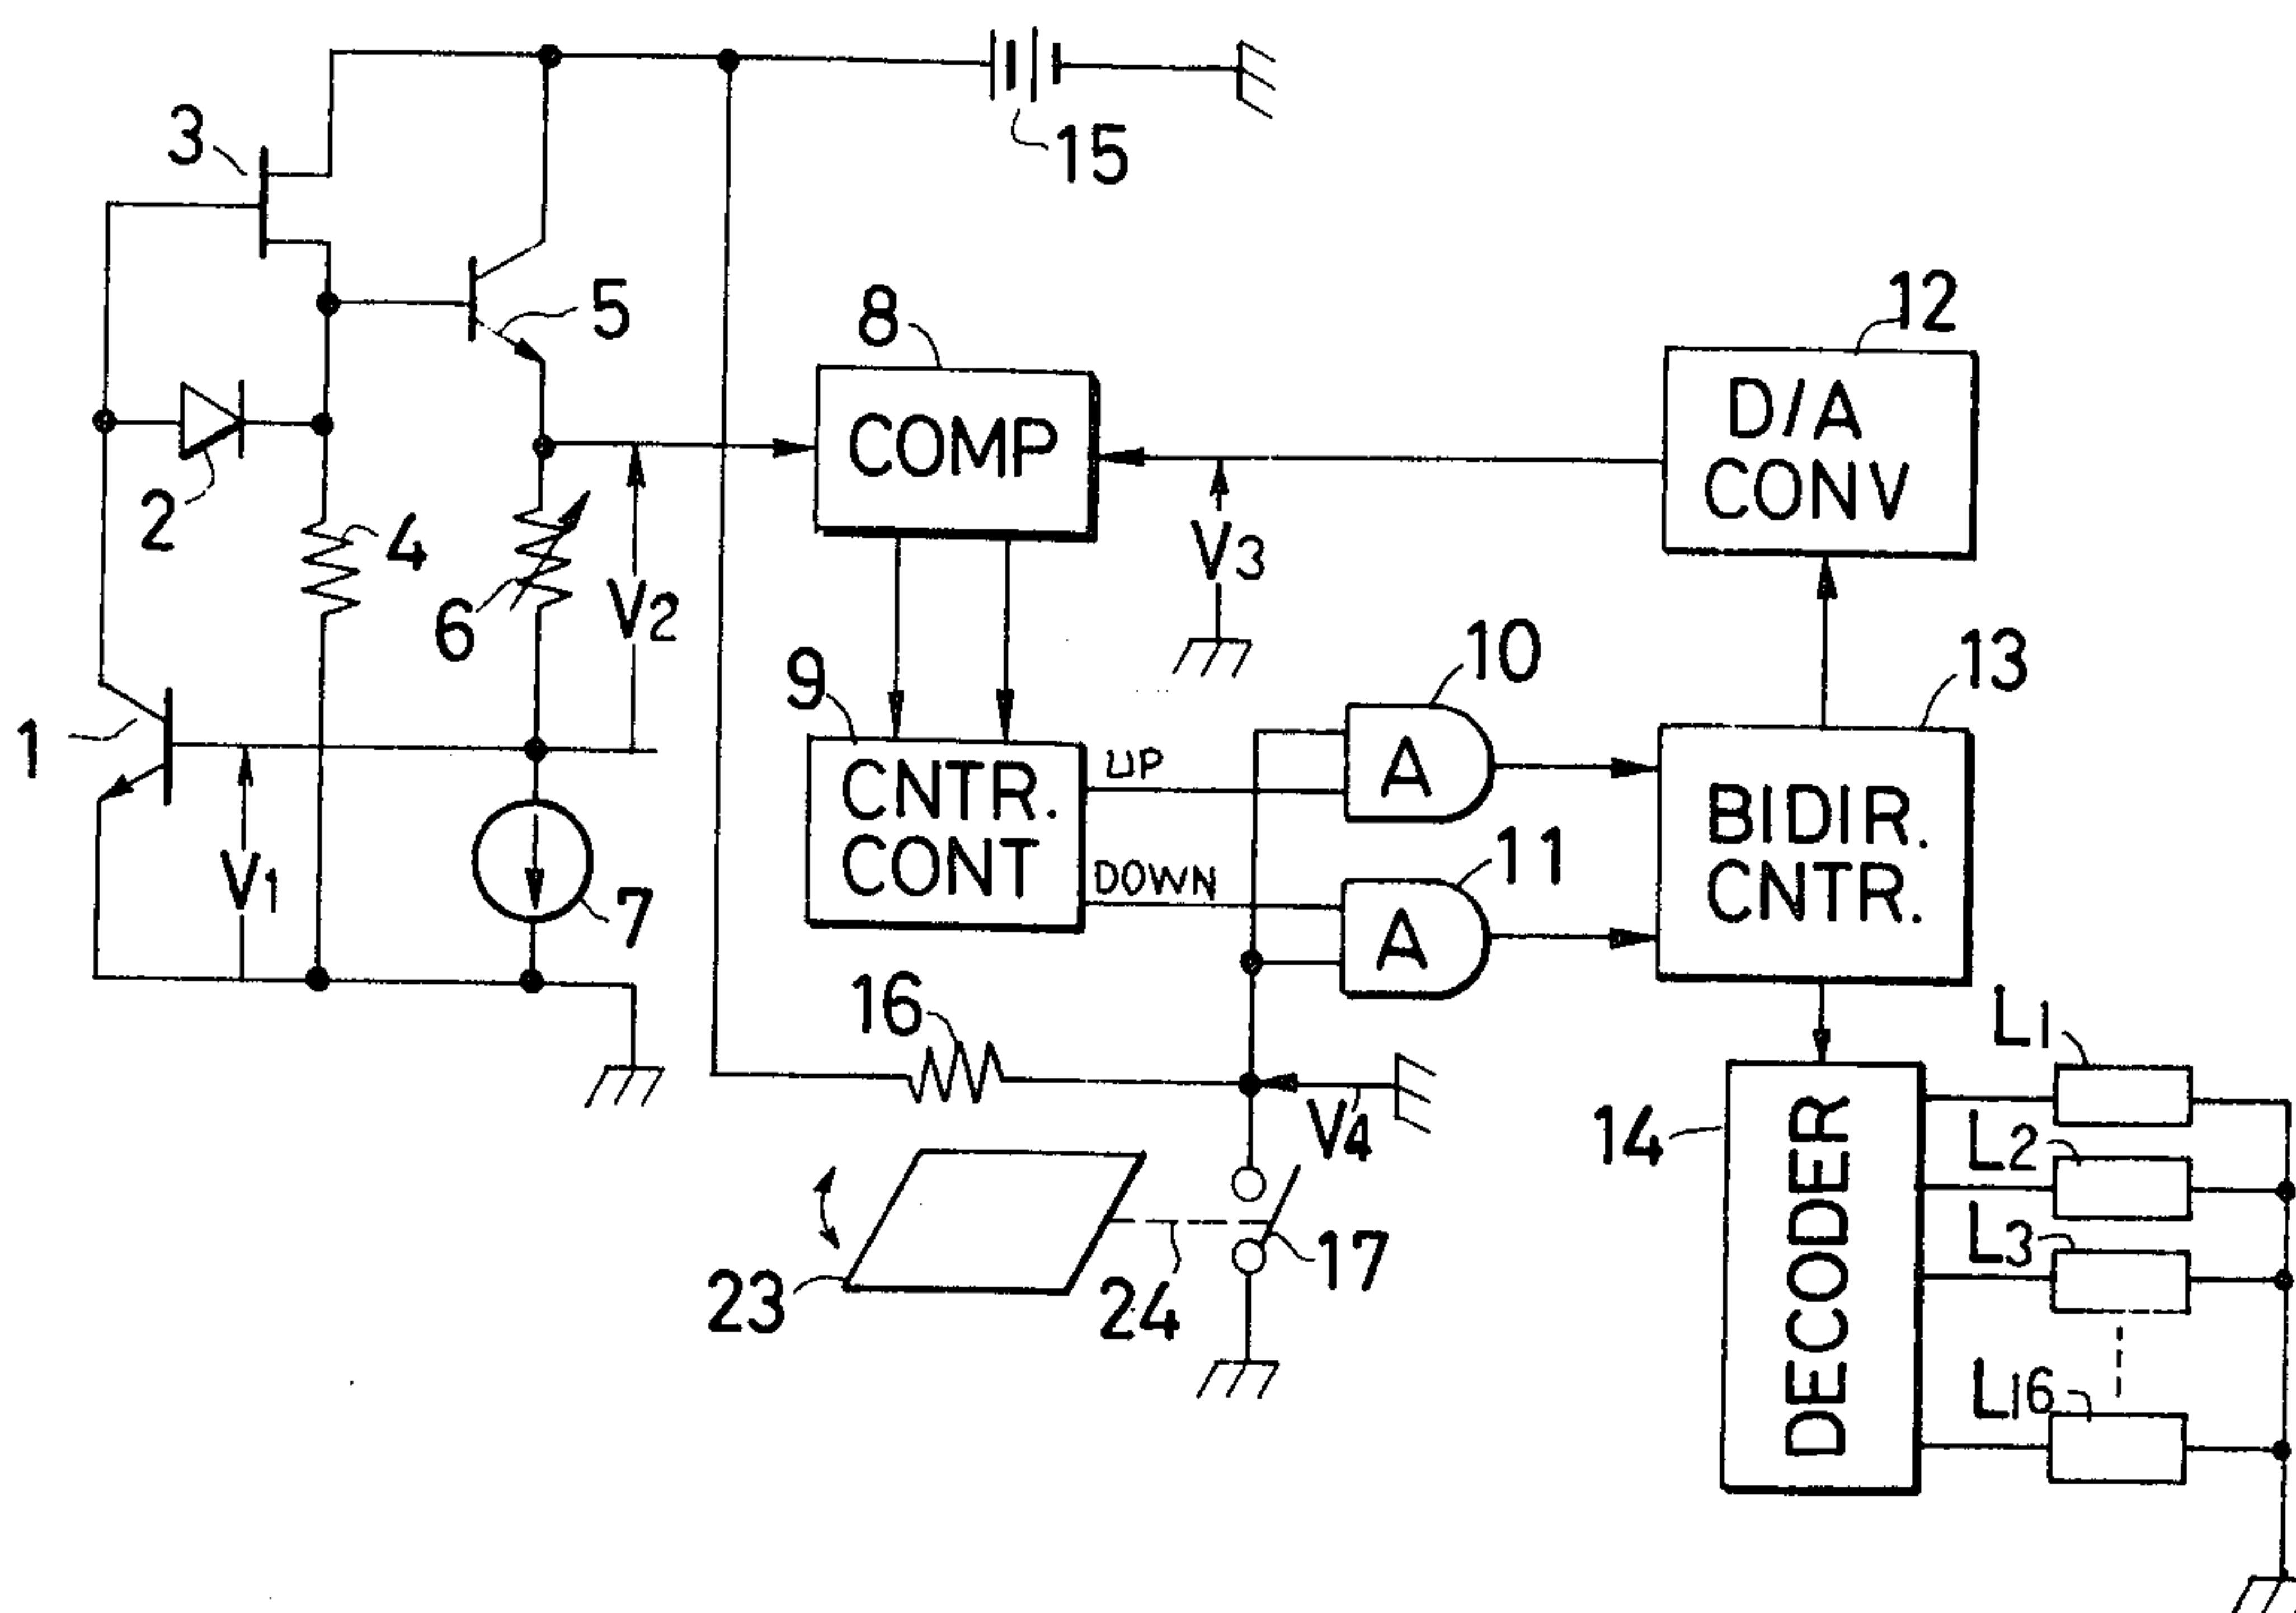 15
3
5
8
COMP
12
D/A
CONV
2
4
6
V2
V3
10
13
9
CNTR.
CONT
UP
DOWN
A
11
A
BIDIR.
CNTR.
1
V1
7
16
V4
L1
L2
L3
L16
14
DECODER
23
24
17